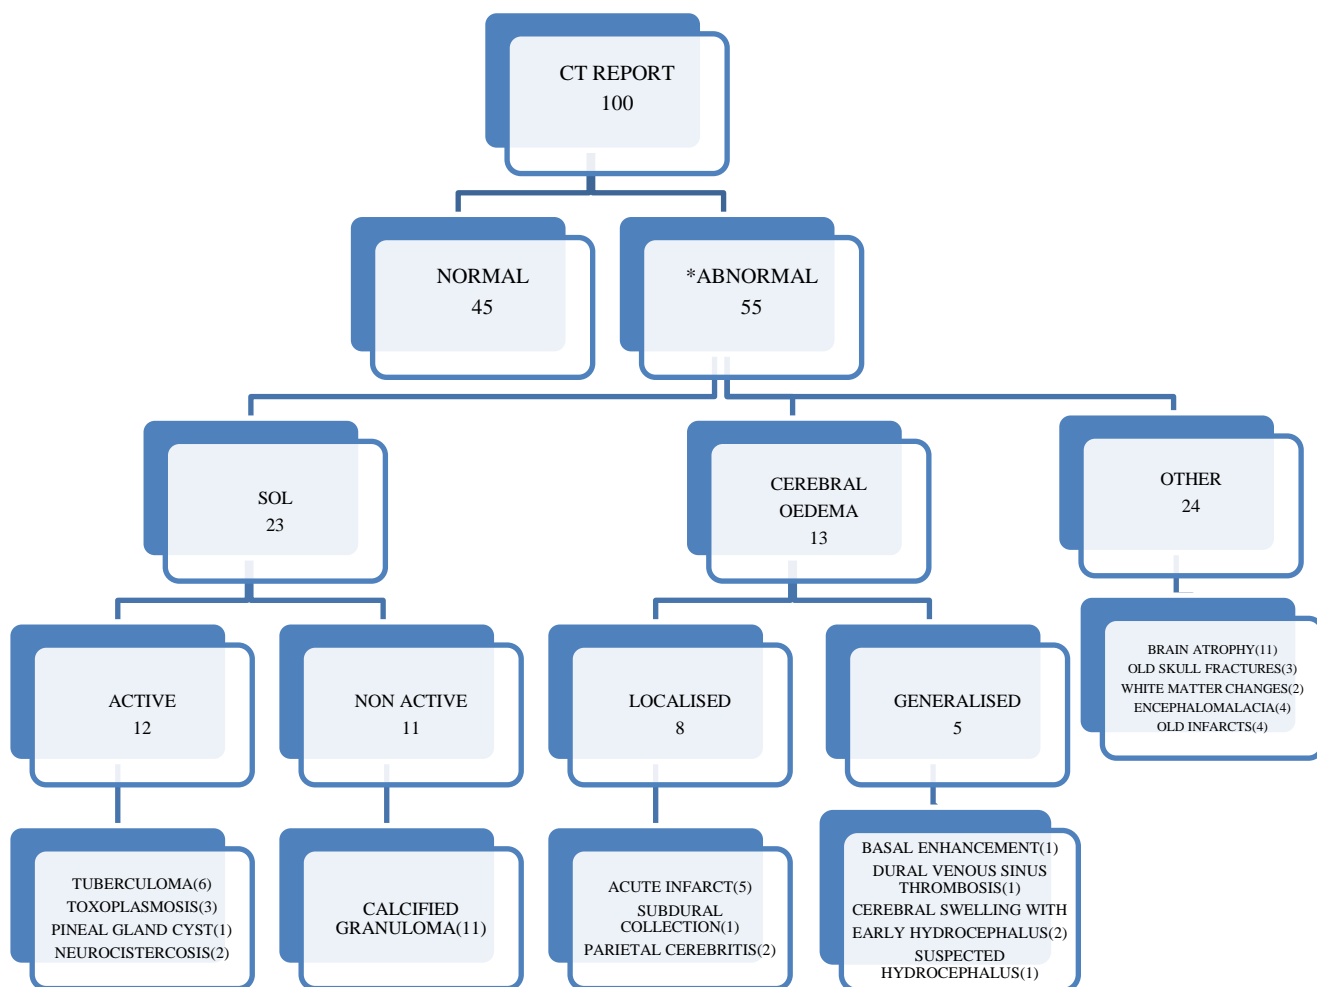 CT REPORT
100
NORMAL
45
*ABNORMAL
55
SOL
23
CEREBRAL
OEDEMA
13
OTHER
24
ACTIVE
12
NON ACTIVE
11
LOCALISED
8
GENERALISED
5
BRAIN ATROPHY(11)
OLD SKULL FRACTURES(3)
WHITE MATTER CHANGES(2)
ENCEPHALOMALACIA(4)
OLD INFARCTS(4)
TUBERCULOMA(6)
TOXOPLASMOSIS(3)
PINEAL GLAND CYST(1)
NEUROCISTERCOSIS(2)
CALCIFIED
GRANULOMA(11)
ACUTE INFARCT(5)
SUBDURAL
COLLECTION(1)
PARIETAL CEREBRITIS(2)
BASAL ENHANCEMENT(1)
DURAL VENOUS SINUS
THROMBOSIS(1)
CEREBRAL SWELLING WITH
EARLY HYDROCEPHALUS(2)
SUSPECTED
HYDROCEPHALUS(1)